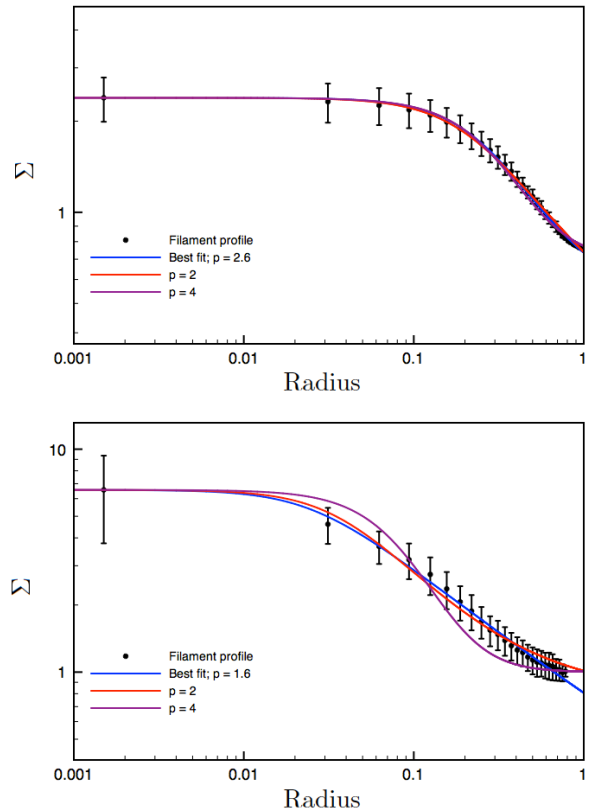 Σ
1
Filament profile
Best fit; p = 2.6
p = 2
p = 4
0.001 0.01 0.1 1
Radius
10
Σ
1
Filament profile
Best fit; p = 1.6
p = 2
p = 4
0.001 0.01 0.1 1
Radius